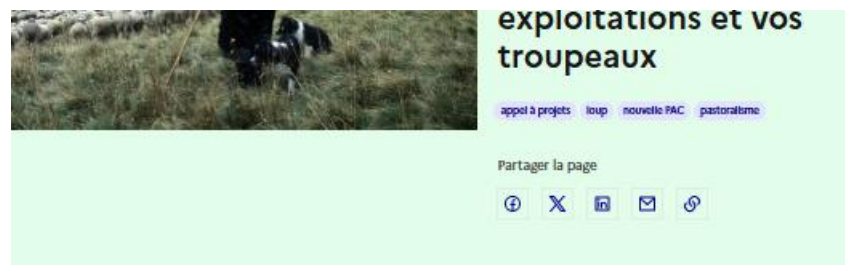 exploitations et vos
troupeaux
appel à projets loup nouvelle PAC pastoralisme
Partager la page